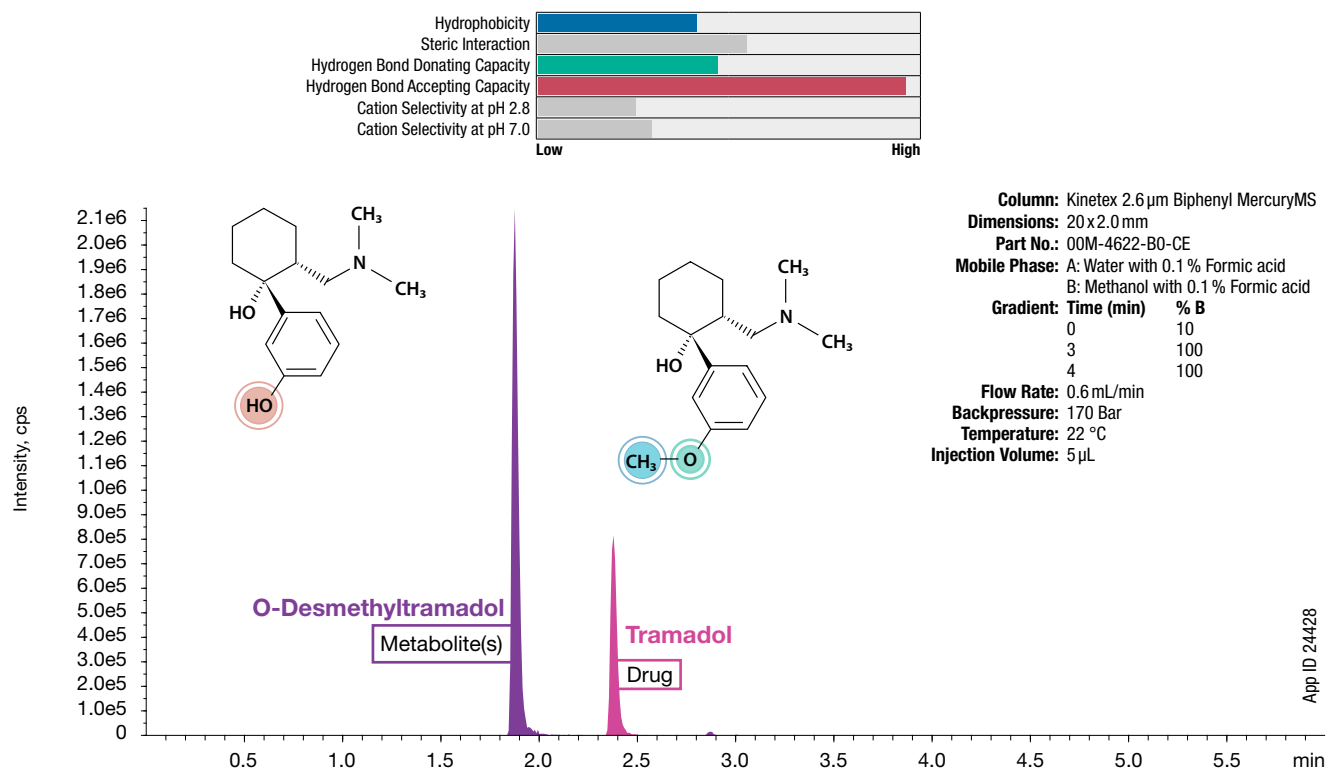 Hydrophobicity
Steric Interaction
Hydrogen Bond Donating Capacity
Hydrogen Bond Accepting Capacity
Cation Selectivity at pH 2.8
Cation Selectivity at pH 7.0
Low High
Column: Kinetex 2.6 µm Biphenyl MercuryMS
Dimensions: 20 x 2.0 mm
Part No.: 00M-4622-B0-CE
Mobile Phase: A: Water with 0.1 % Formic acid
B: Methanol with 0.1 % Formic acid
Gradient: Time (min) % B
0 10
3 100
4 100
Flow Rate: 0.6 mL/min
Backpressure: 170 Bar
Temperature: 22 °C
Injection Volume: 5 µL
Intensity, cps
2.1e6
2.0e6
1.9e6
1.8e6
1.7e6
1.6e6
1.5e6
1.4e6
1.3e6
1.2e6
1.1e6
1.0e6
9.0e5
8.0e5
7.0e5
6.0e5
5.0e5
4.0e5
3.0e5
2.0e5
1.0e5
0
CH₃
N
CH₃
HO
HO
CH₃
N
CH₃
HO
CH₃ O
O-Desmethyltramadol
Metabolite(s)
Tramadol
Drug
0.5 1.0 1.5 2.0 2.5 3.0 3.5 4.0 4.5 5.0 5.5 min
App ID 24428